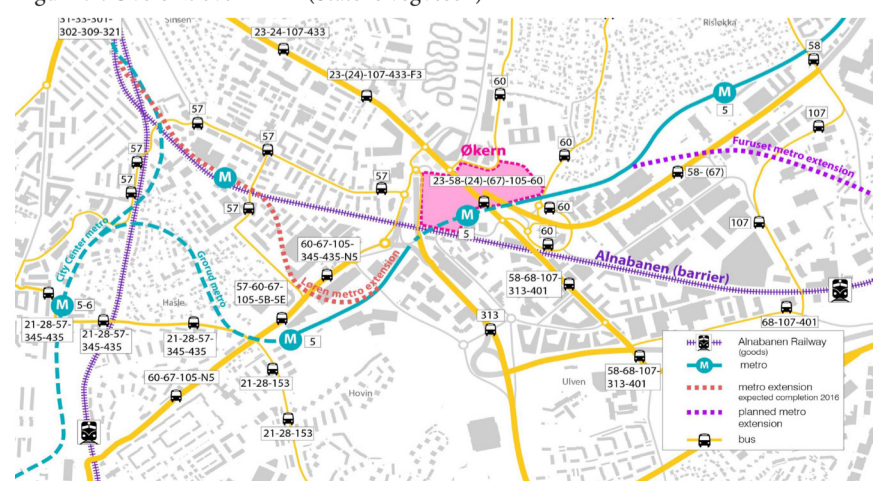 Sinsen
31-33-301-
302-309-321
23-24-107-433
Risløkka
58
23-(24)-107-433-F3
60
M
5
107
57
57
57
57
57
57
60
Økern
23-58-(24)-(67)-105-60
Furuset metro extension
58- (67)
M
M
5
60
60
107
City Center metro
Grorud metro
Løren metro extension
60-67-105-
345-435-N5
Alnabanen (barrier)
57-60-67-
105-5B-5E
58-68-107-
313-401
M
5-6
Hasle
21-28-57-
345-435
21-28-57-
345-435
21-28-57-
345-435
M
5
313
68-107-401
60-67-105-N5
21-28-153
Hovin
Ulven
58-68-107-
313-401
21-28-153
Alnabanen Railway
(goods)
M
metro
metro extension
expected completion 2016
planned metro
extension
bus